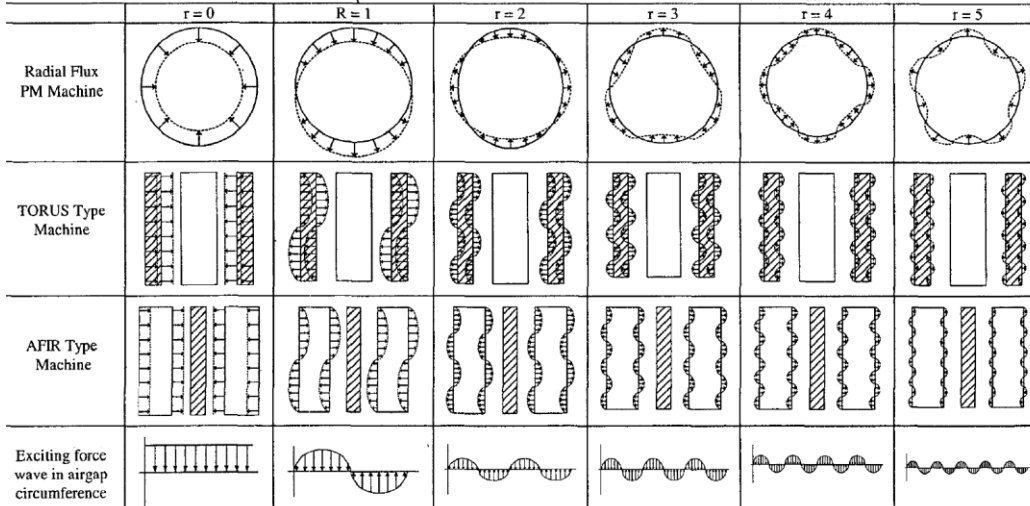 r = 0
R = 1
r = 2
r = 3
r = 4
r = 5
Radial Flux
PM Machine
TORUS Type
Machine
AFIR Type
Machine
Exciting force
wave in airgap
circumference